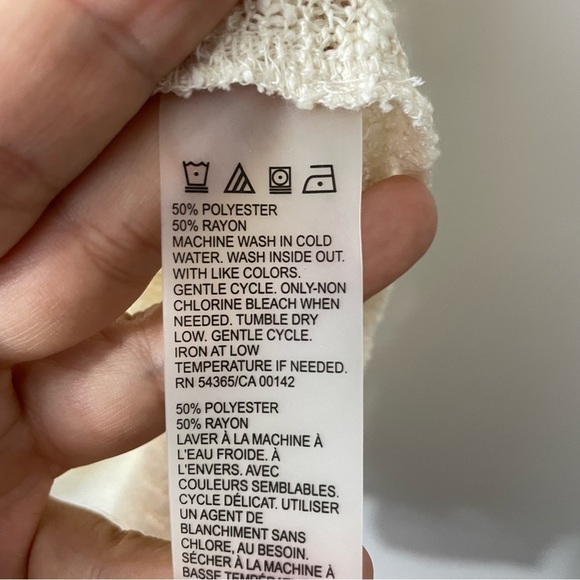 50% POLYESTER
50% RAYON
MACHINE WASH IN COLD
WATER. WASH INSIDE OUT.
WITH LIKE COLORS.
GENTLE CYCLE. ONLY-NON
CHLORINE BLEACH WHEN
NEEDED. TUMBLE DRY
LOW. GENTLE CYCLE.
IRON AT LOW
TEMPERATURE IF NEEDED.
RN 54365/CA 00142
50% POLYESTER
50% RAYON
LAVER À LA MACHINE À
L'EAU FROIDE. À
L'ENVERS. AVEC
COULEURS SEMBLABLES.
CYCLE DÉLICAT. UTILISER
UN AGENT DE
BLANCHIMENT SANS
CHLORE, AU BESOIN.
SÉCHER À LA MACHINE À
BASSE TEMPÉRATURE